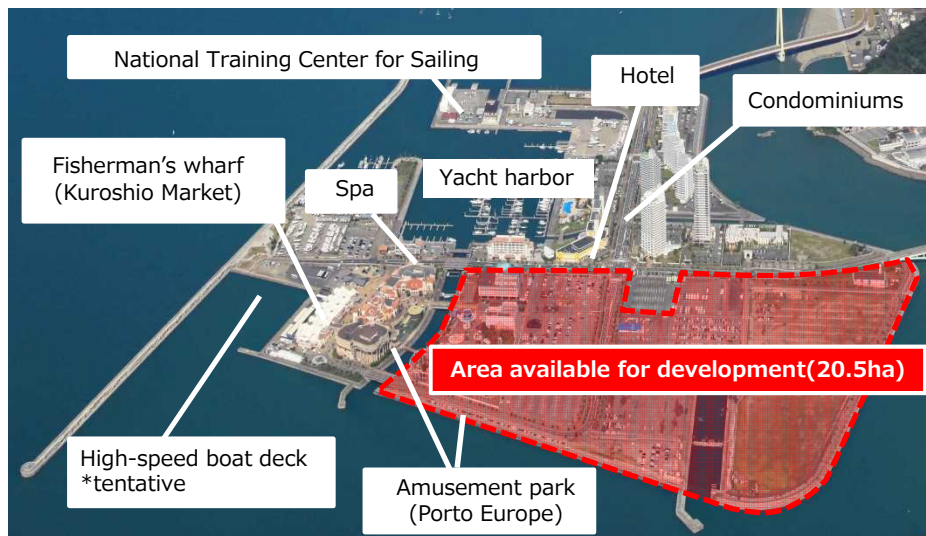 National Training Center for Sailing
Hotel
Condominiums
Fisherman's wharf
(Kuroshio Market)
Spa
Yacht harbor
Area available for development(20.5ha)
High-speed boat deck
*tentative
Amusement park
(Porto Europe)